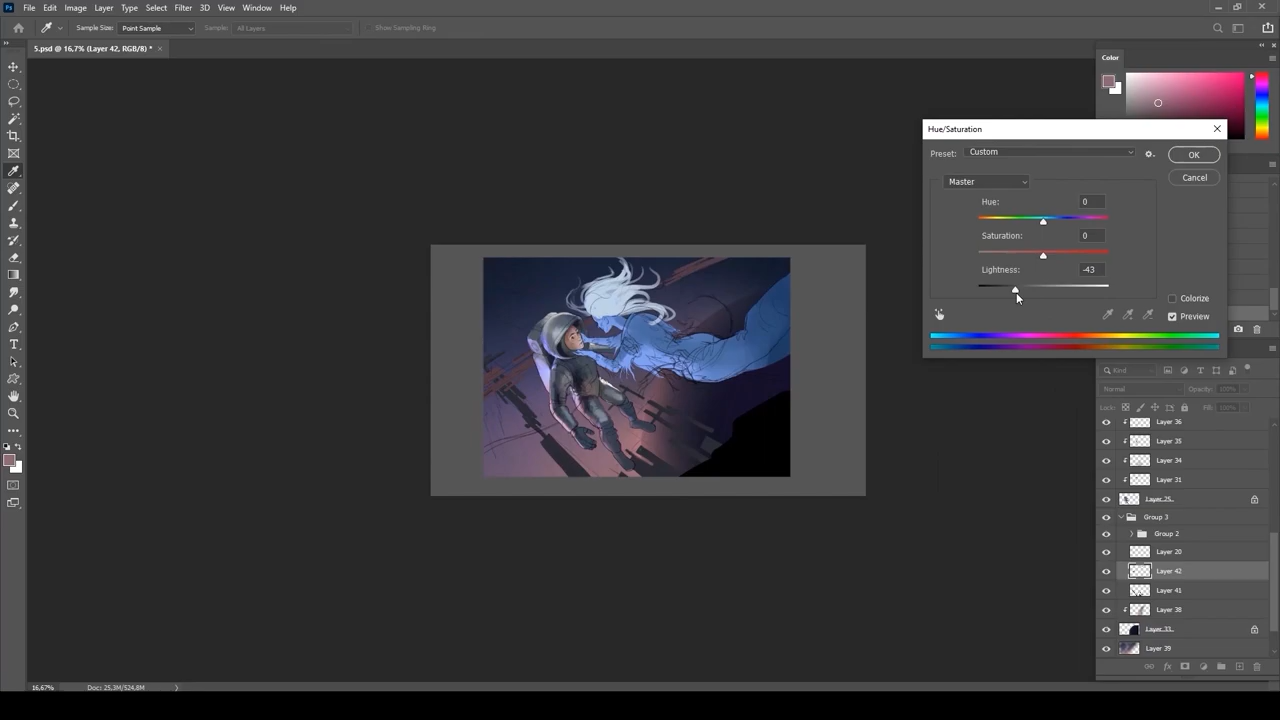 Ps File Edit Image Layer Type Select Filter 3D View Window Help
Sample Size: Point Sample Sample: All Layers Show Sampling Ring
5.psd @ 16,7% (Layer 42, RGB/8) * ×
Color
Hue/Saturation
Preset: Custom
OK
Master
Cancel
Hue: 0
Saturation: 0
Lightness: -43
Colorize
Preview
Kind
Normal Opacity: 100%
Lock: Fill: 100%
Layer 36
Layer 35
Layer 34
Layer 31
Layer 25
Group 3
Group 2
Layer 20
Layer 42
Layer 41
Layer 38
Layer 33
Layer 39
16,67% Doc: 25,3M/524,8M